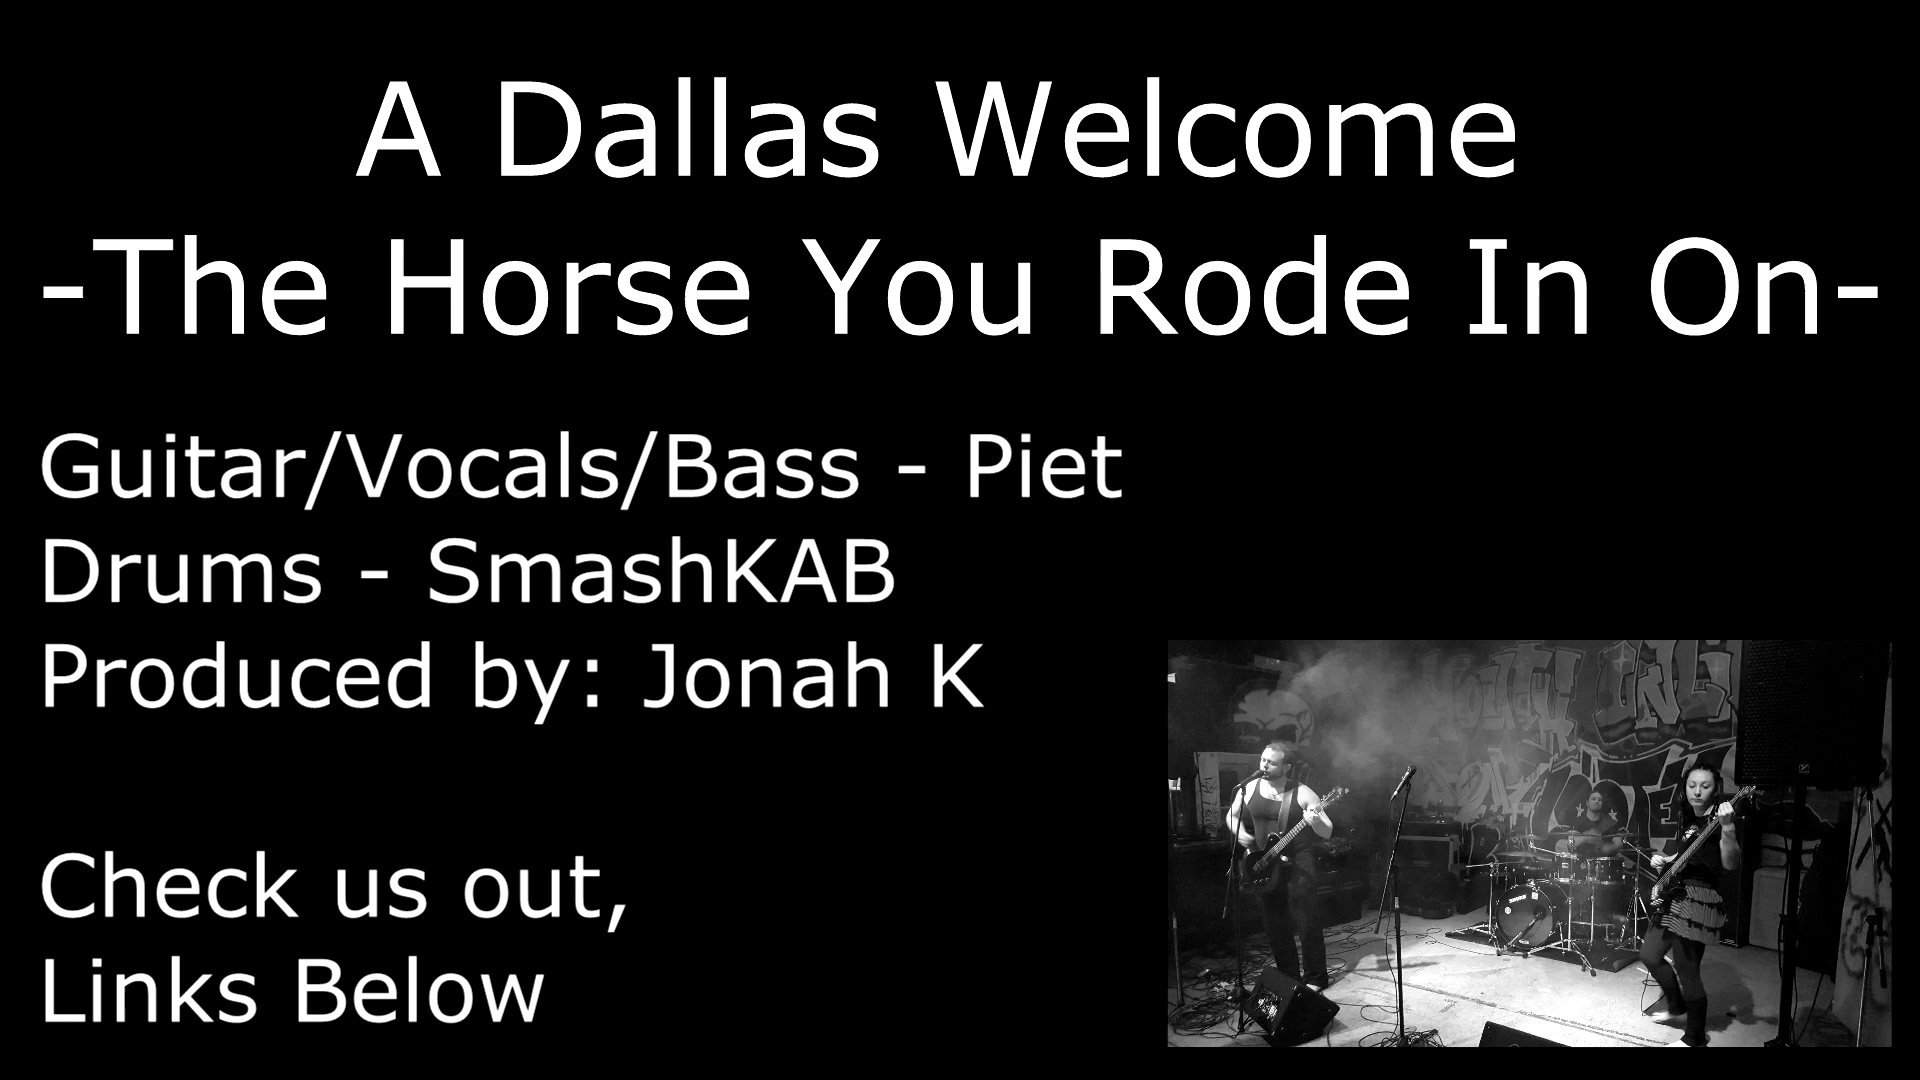 A Dallas Welcome
-The Horse You Rode In On-
Guitar/Vocals/Bass - Piet
Drums - SmashKAB
Produced by: Jonah K
Check us out,
Links Below